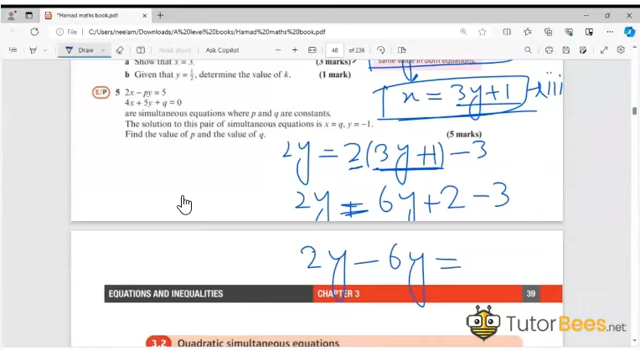 *Hamad maths book.pdf
C:/Users/neelam/Downloads/A%20level%20books/Hamad%20maths%20book.pdf
Draw
Read aloud
Ask Copilot
48
of 236
a Show that x = 3.
(3 marks)
same value in both equations.
b Given that y = 1/2, determine the value of k.
(1 mark)
x = 3y+1 - iii
E/P 5 2x - py = 5
4x + 5y + q = 0
are simultaneous equations where p and q are constants.
The solution to this pair of simultaneous equations is x = q, y = -1.
Find the value of p and the value of q.
(5 marks)
2y = 2(3y+1) - 3
2y = 6y + 2 - 3
2y - 6y =
EQUATIONS AND INEQUALITIES
CHAPTER 3
39
3.2 Quadratic simultaneous equations
TutorBees.net